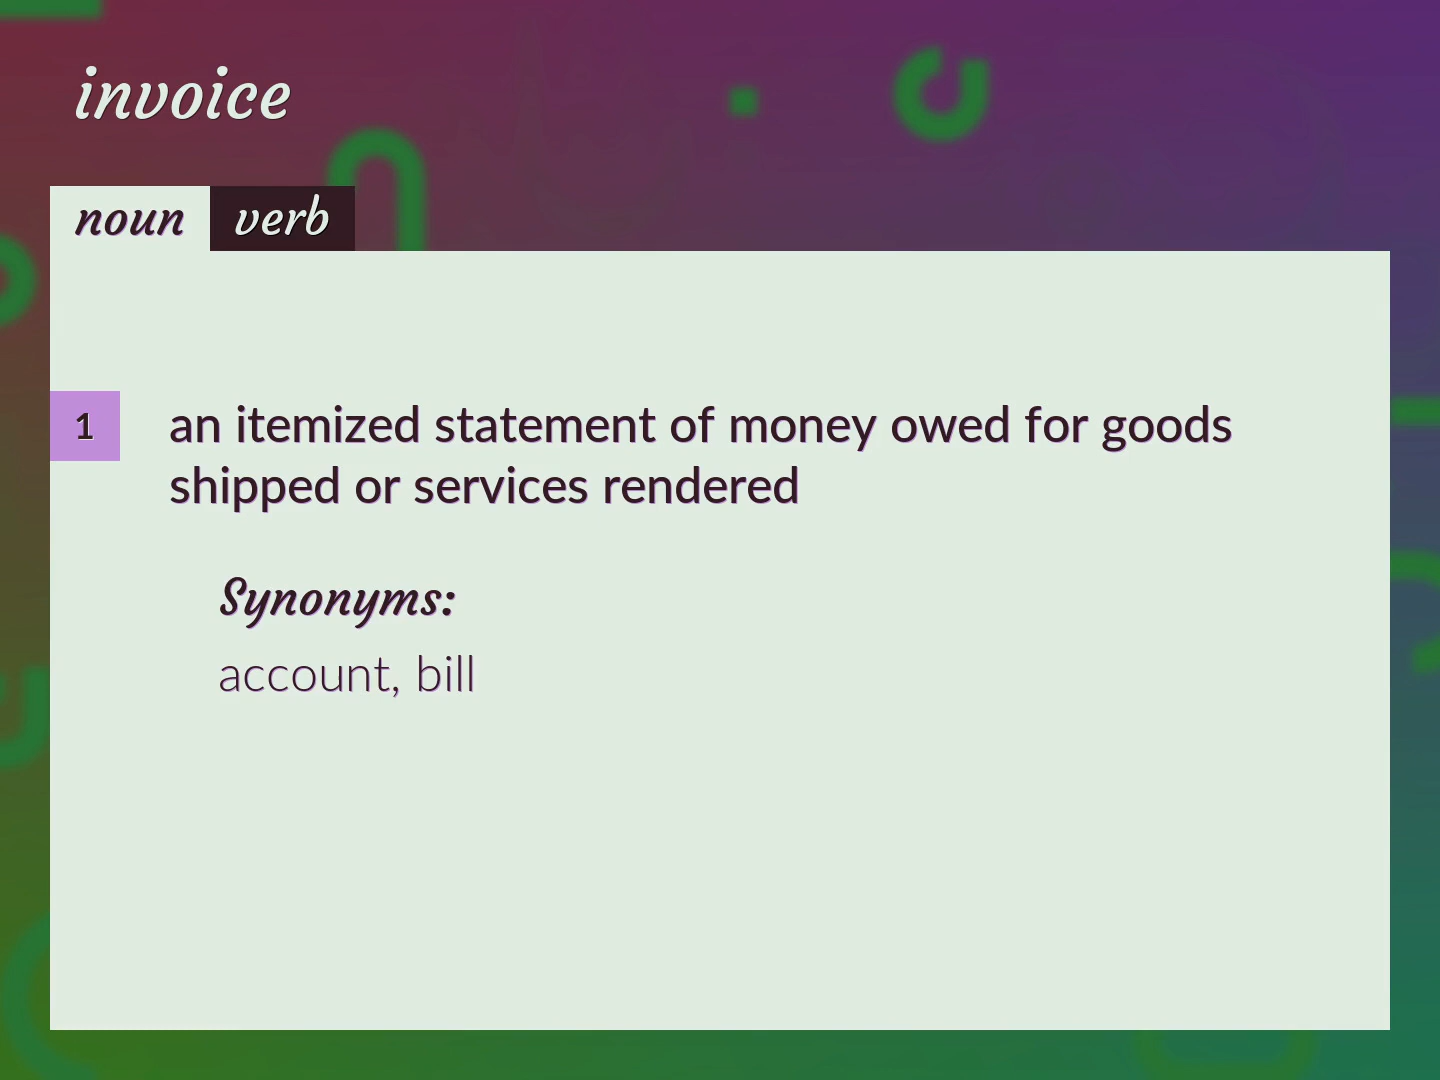 invoice
noun verb
1 an itemized statement of money owed for goods
shipped or services rendered
Synonyms:
account, bill